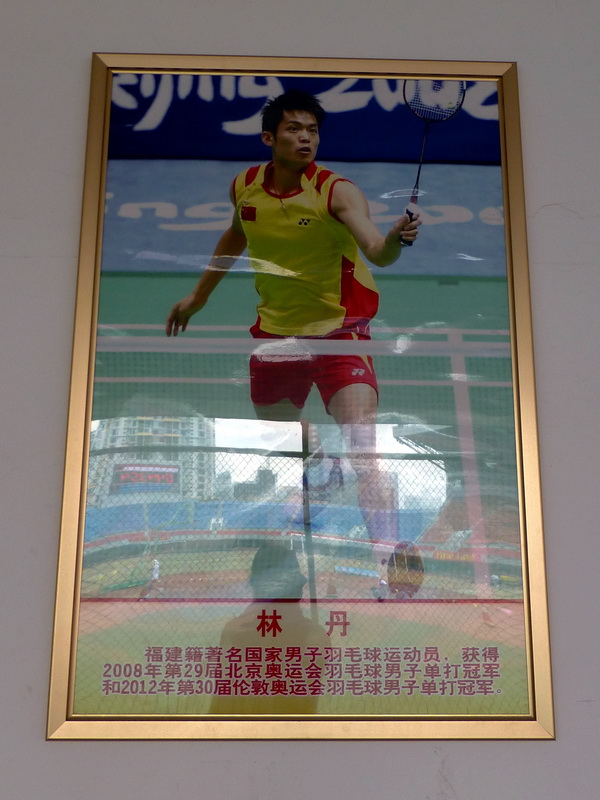 eijing 2008
林 丹
福建籍著名国家男子羽毛球运动员，获得
2008年第29届北京奥运会羽毛球男子单打冠军
和2012年第30届伦敦奥运会羽毛球男子单打冠军。